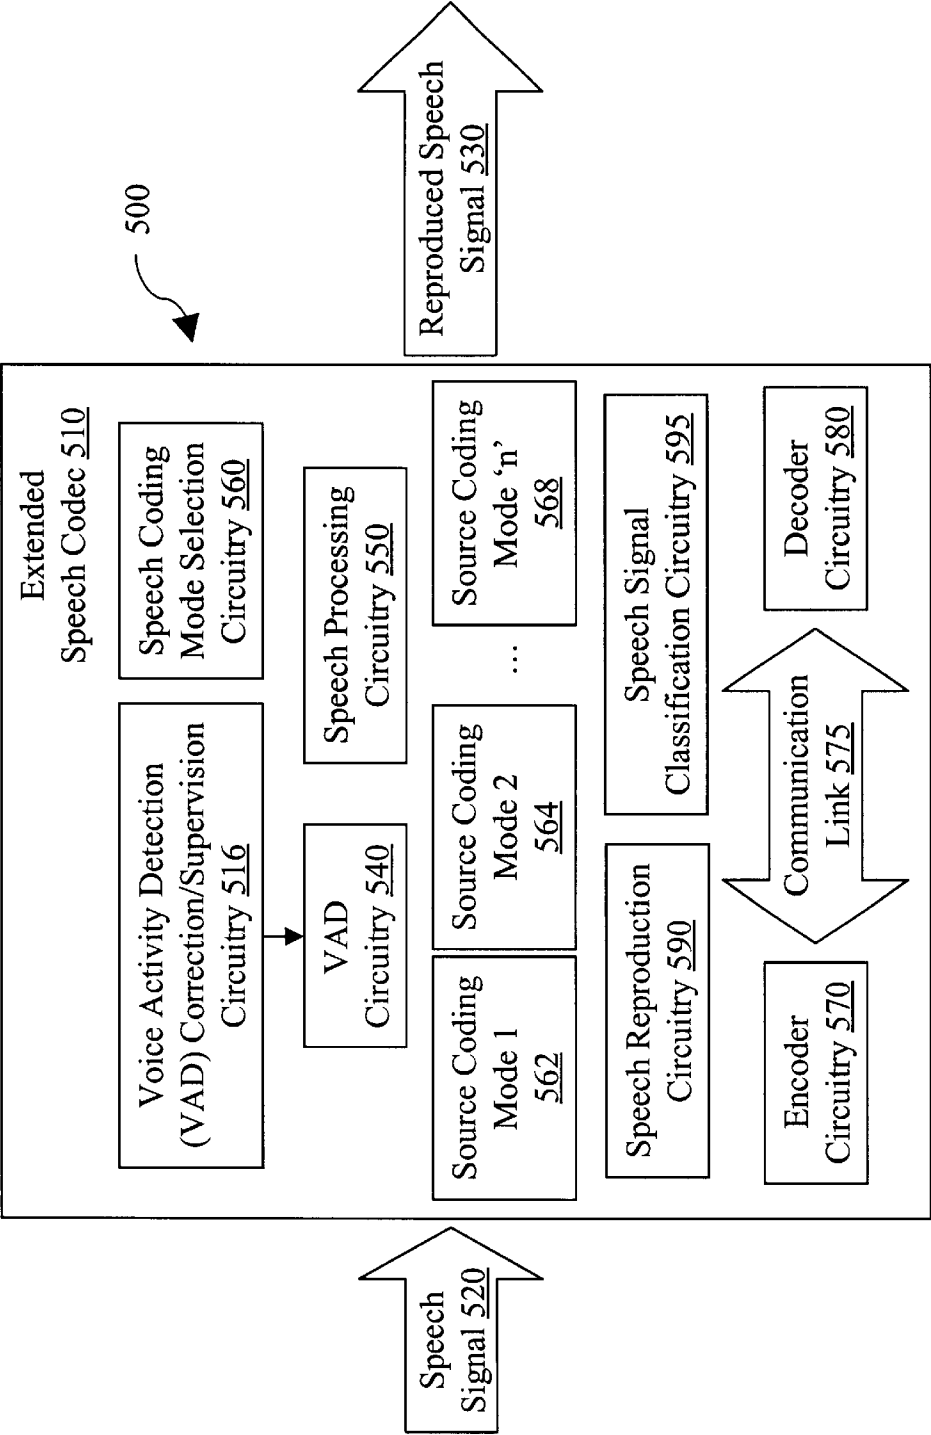 500
Extended
Speech Codec 510
Voice Activity Detection
(VAD) Correction/Supervision
Circuitry 516
Speech Coding
Mode Selection
Circuitry 560
VAD
Circuitry 540
Speech Processing
Circuitry 550
Speech
Signal 520
Reproduced Speech
Signal 530
Source Coding
Mode 1
562
Source Coding
Mode 2
564
...
Source Coding
Mode ‘n’
568
Speech Reproduction
Circuitry 590
Speech Signal
Classification Circuitry 595
Encoder
Circuitry 570
Communication
Link 575
Decoder
Circuitry 580